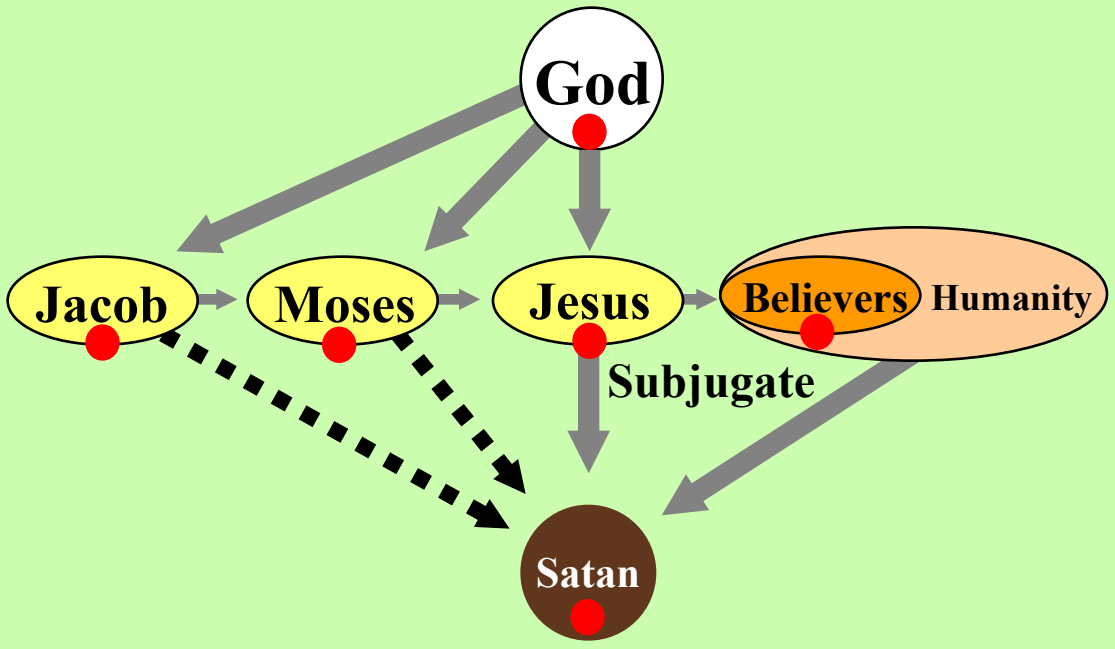 God
Jacob
Moses
Jesus
Believers
Humanity
Subjugate
Satan